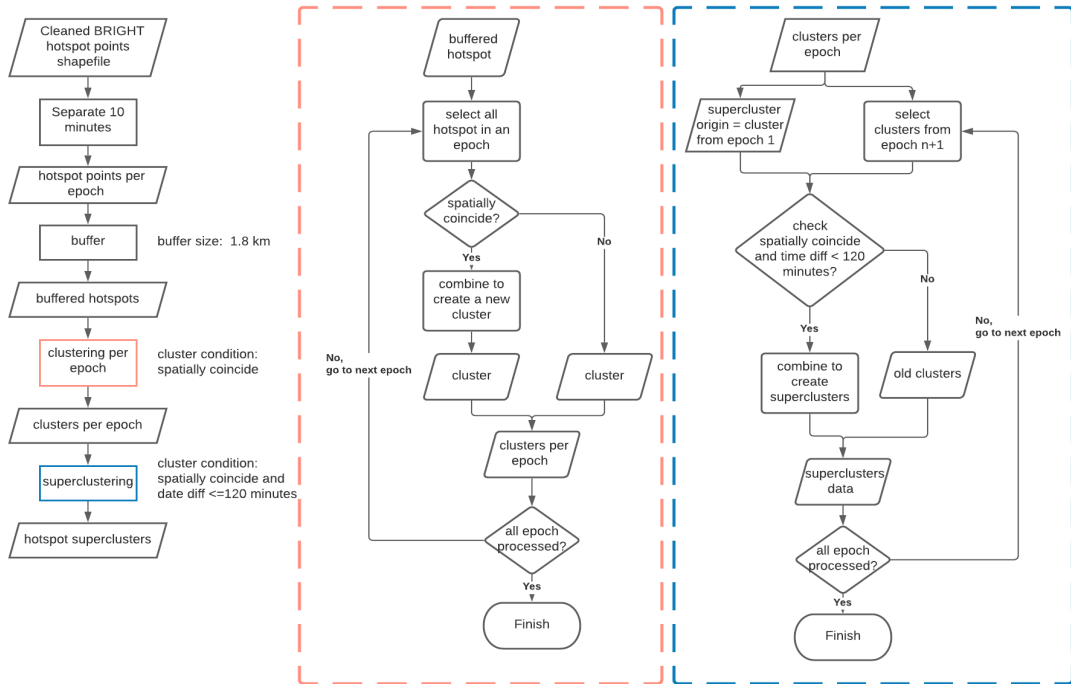 Cleaned BRIGHT
hotspot points
shapefile
Separate 10
minutes
hotspot points per
epoch
buffer
buffer size:  1.8 km
buffered hotspots
clustering per
epoch
cluster condition:
spatially coincide
clusters per epoch
superclustering
cluster condition:
spatially coincide and
date diff <=120 minutes
hotspot superclusters
buffered
hotspot
select all
hotspot in an
epoch
spatially
coincide?
No
Yes
combine to
create a new
cluster
No,
go to next epoch
cluster
cluster
clusters per
epoch
all epoch
processed?
Yes
Finish
clusters per
epoch
supercluster
origin = cluster
from epoch 1
select
clusters from
epoch n+1
check
spatially coincide
and time diff < 120
minutes?
No
Yes
No,
go to next epoch
combine to
create
superclusters
old clusters
superclusters
data
all epoch
processed?
Yes
Finish